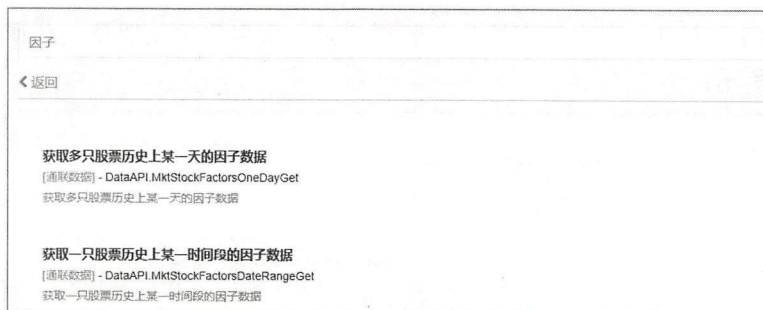 因子
返回
获取多只股票历史上某一天的因子数据
[通联数据] - DataAPI.MktStockFactorsOneDayGet
获取多只股票历史上某一天的因子数据
获取一只股票历史上某一时间段的因子数据
[通联数据] - DataAPI.MktStockFactorsDateRangeGet
获取一只股票历史上某一时间段的因子数据